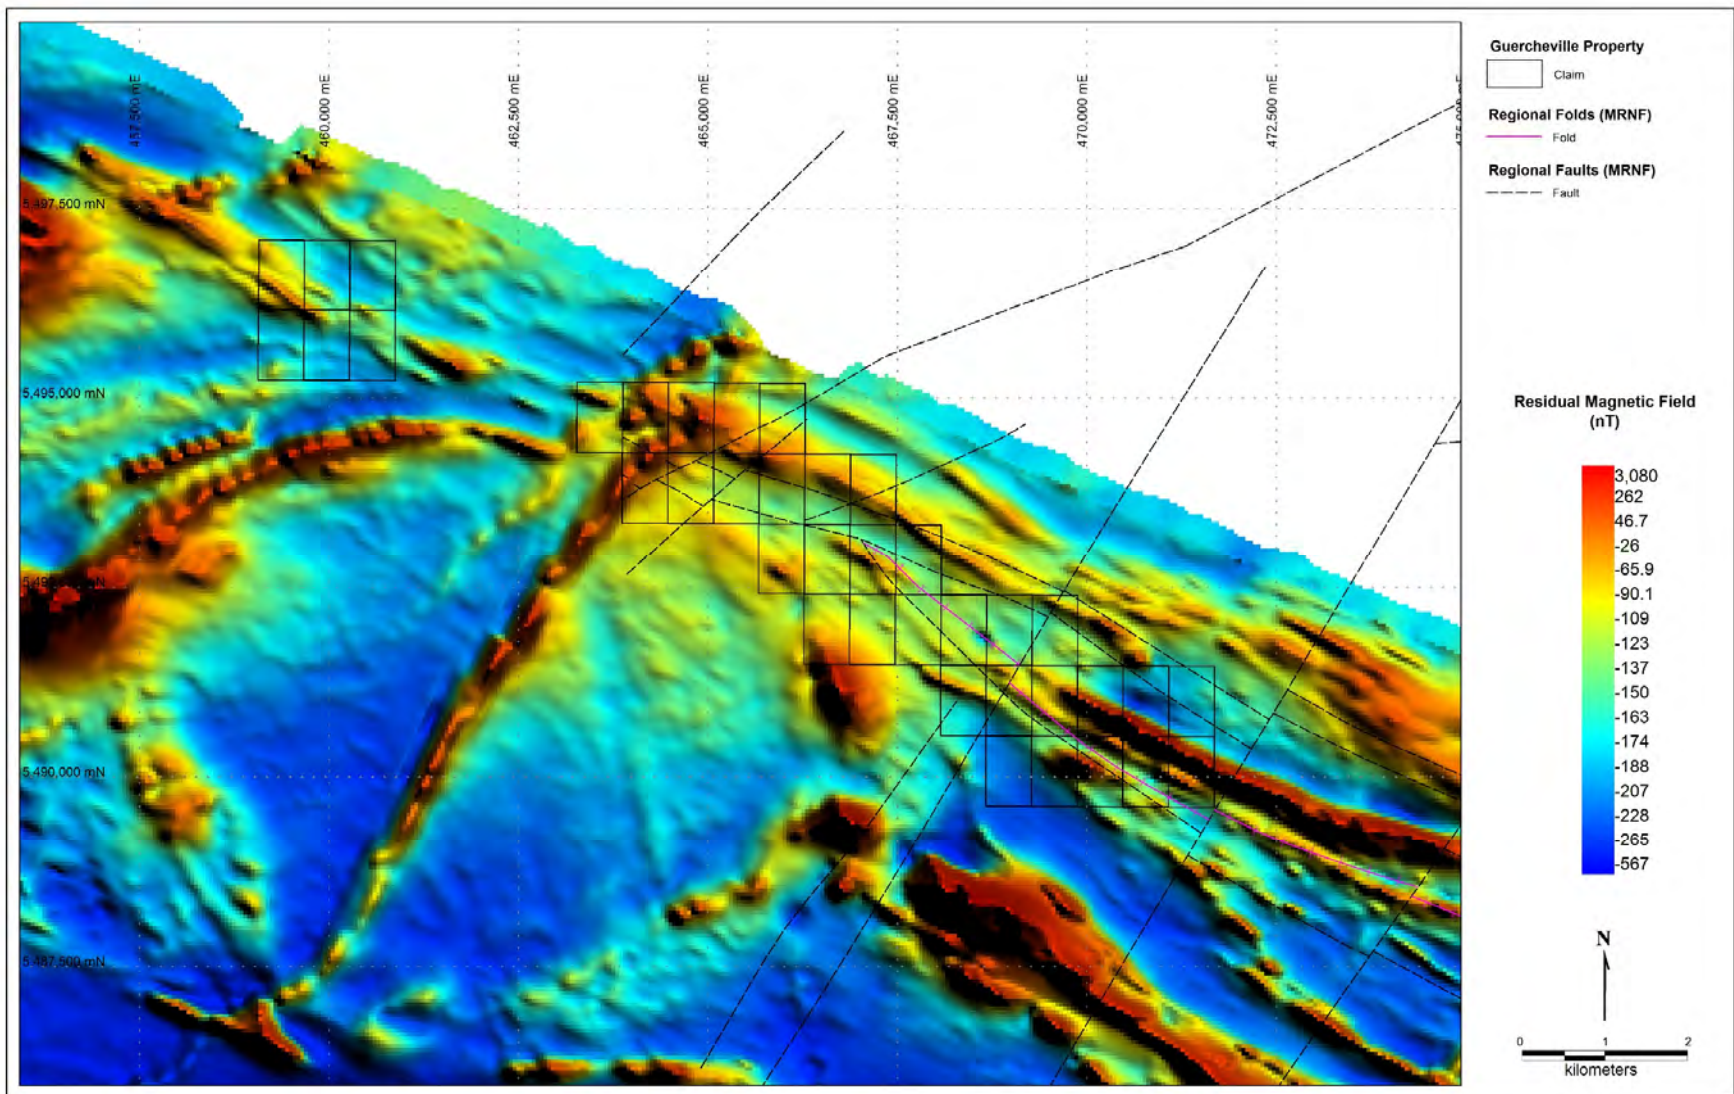 457,500 mE
460,000 mE
462,500 mE
465,000 mE
467,500 mE
470,000 mE
472,500 mE
5,497,500 mN
5,495,000 mN
5,490,000 mN
5,487,500 mN
Guercheville Property
Claim
Regional Folds (MRNF)
Fold
Regional Faults (MRNF)
Fault
Residual Magnetic Field
(nT)
3,080
262
46.7
-26
-65.9
-90.1
-109
-123
-137
-150
-163
-174
-188
-207
-228
-265
-567
N
0
1
2
kilometers